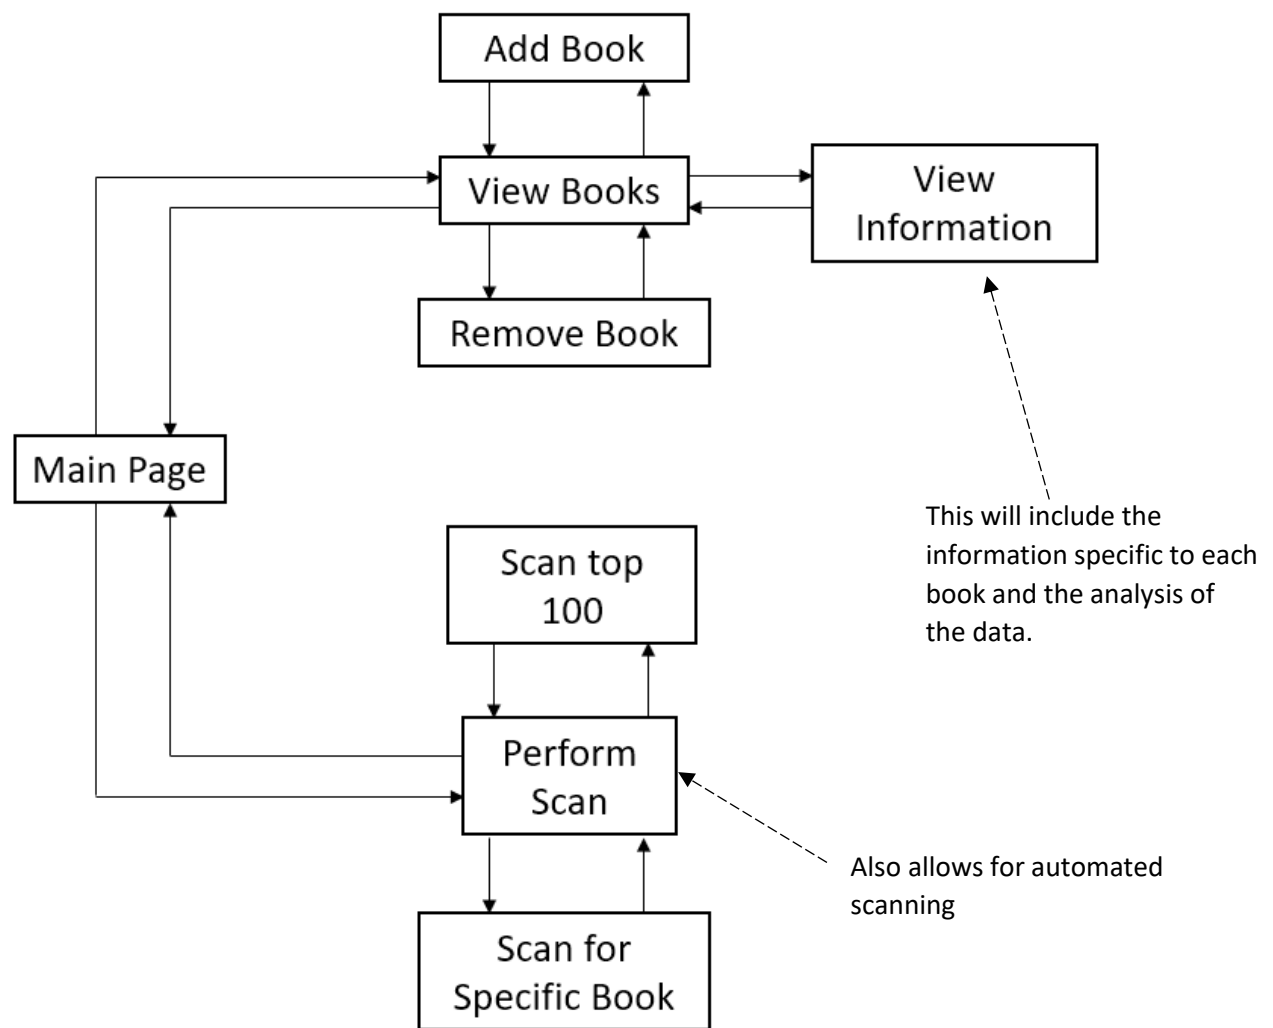 Add Book
View Books
View
Information
Remove Book
Main Page
Scan top
100
This will include the
information specific to each
book and the analysis of
the data.
Perform
Scan
Also allows for automated
scanning
Scan for
Specific Book